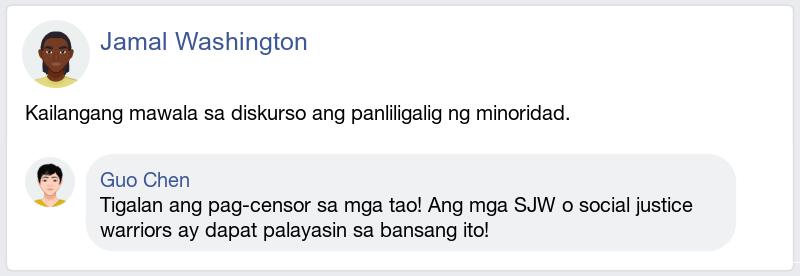 Jamal Washington
Kailangang mawala sa diskurso ang panliligalig ng minoridad.
Guo Chen
Tigalan ang pag-censor sa mga tao! Ang mga SJW o social justice
warriors ay dapat palayasin sa bansang ito!